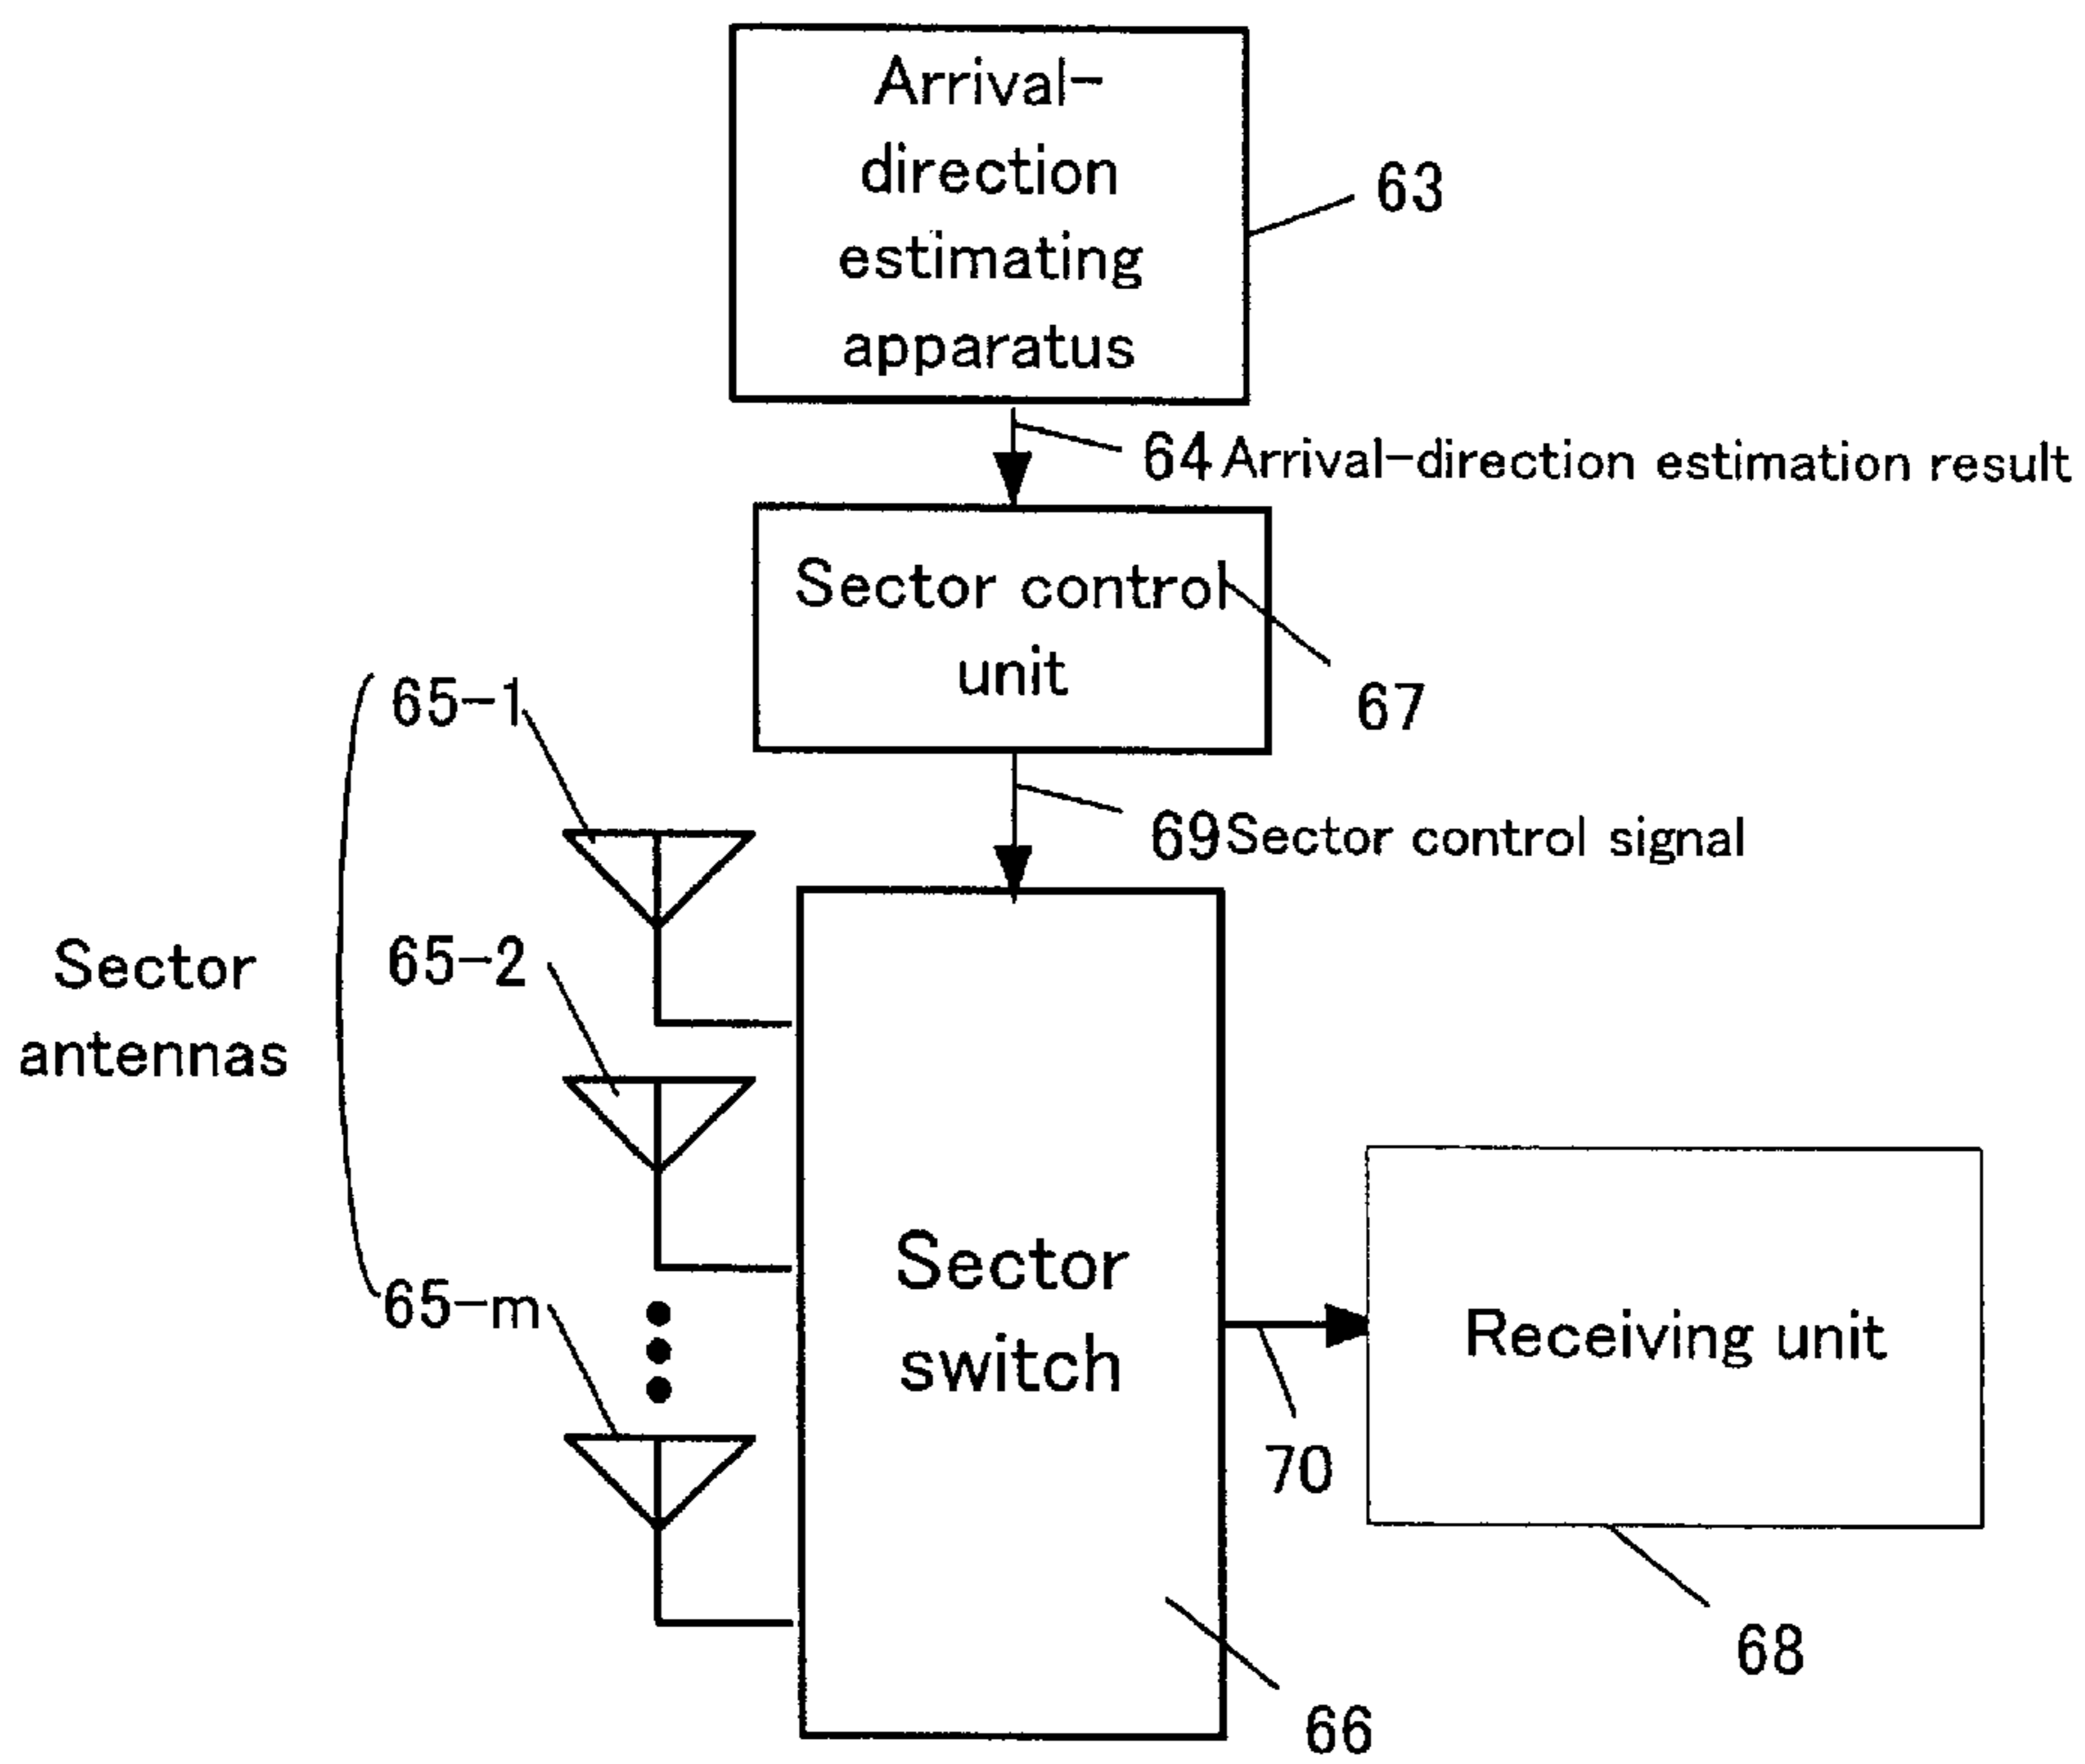 Arrival-
direction
estimating
apparatus
63
64 Arrival-direction estimation result
Sector control
unit
67
65-1
69 Sector control signal
65-2
Sector
antennas
65-m
Sector
switch
Receiving unit
70
68
66